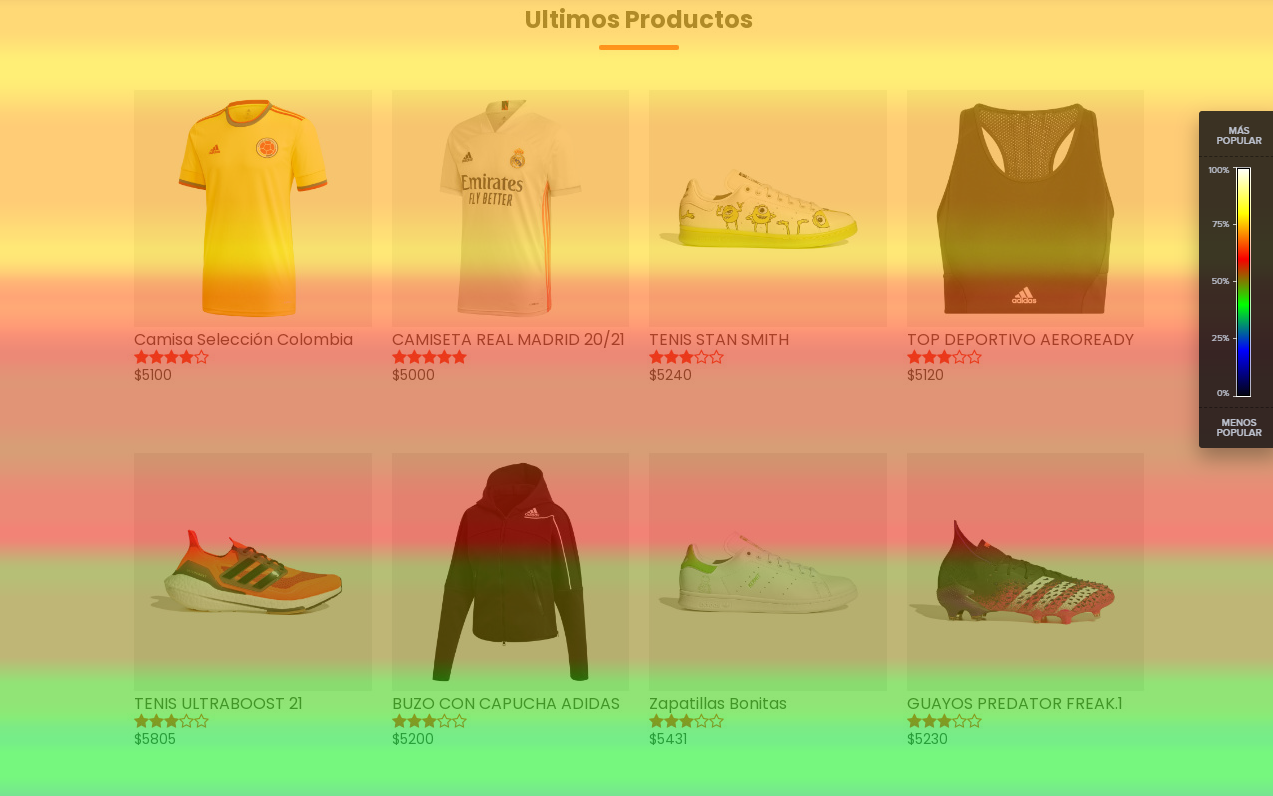 Ultimos Productos
Emirates
FLY BETTER
adidas
Camisa Selección Colombia
$5100
CAMISETA REAL MADRID 20/21
$5000
TENIS STAN SMITH
$5240
TOP DEPORTIVO AEROREADY
$5120
MÁS
POPULAR
100%
75%
50%
25%
0%
MENOS
POPULAR
TENIS ULTRABOOST 21
$5805
BUZO CON CAPUCHA ADIDAS
$5200
Zapatillas Bonitas
$5431
GUAYOS PREDATOR FREAK.1
$5230